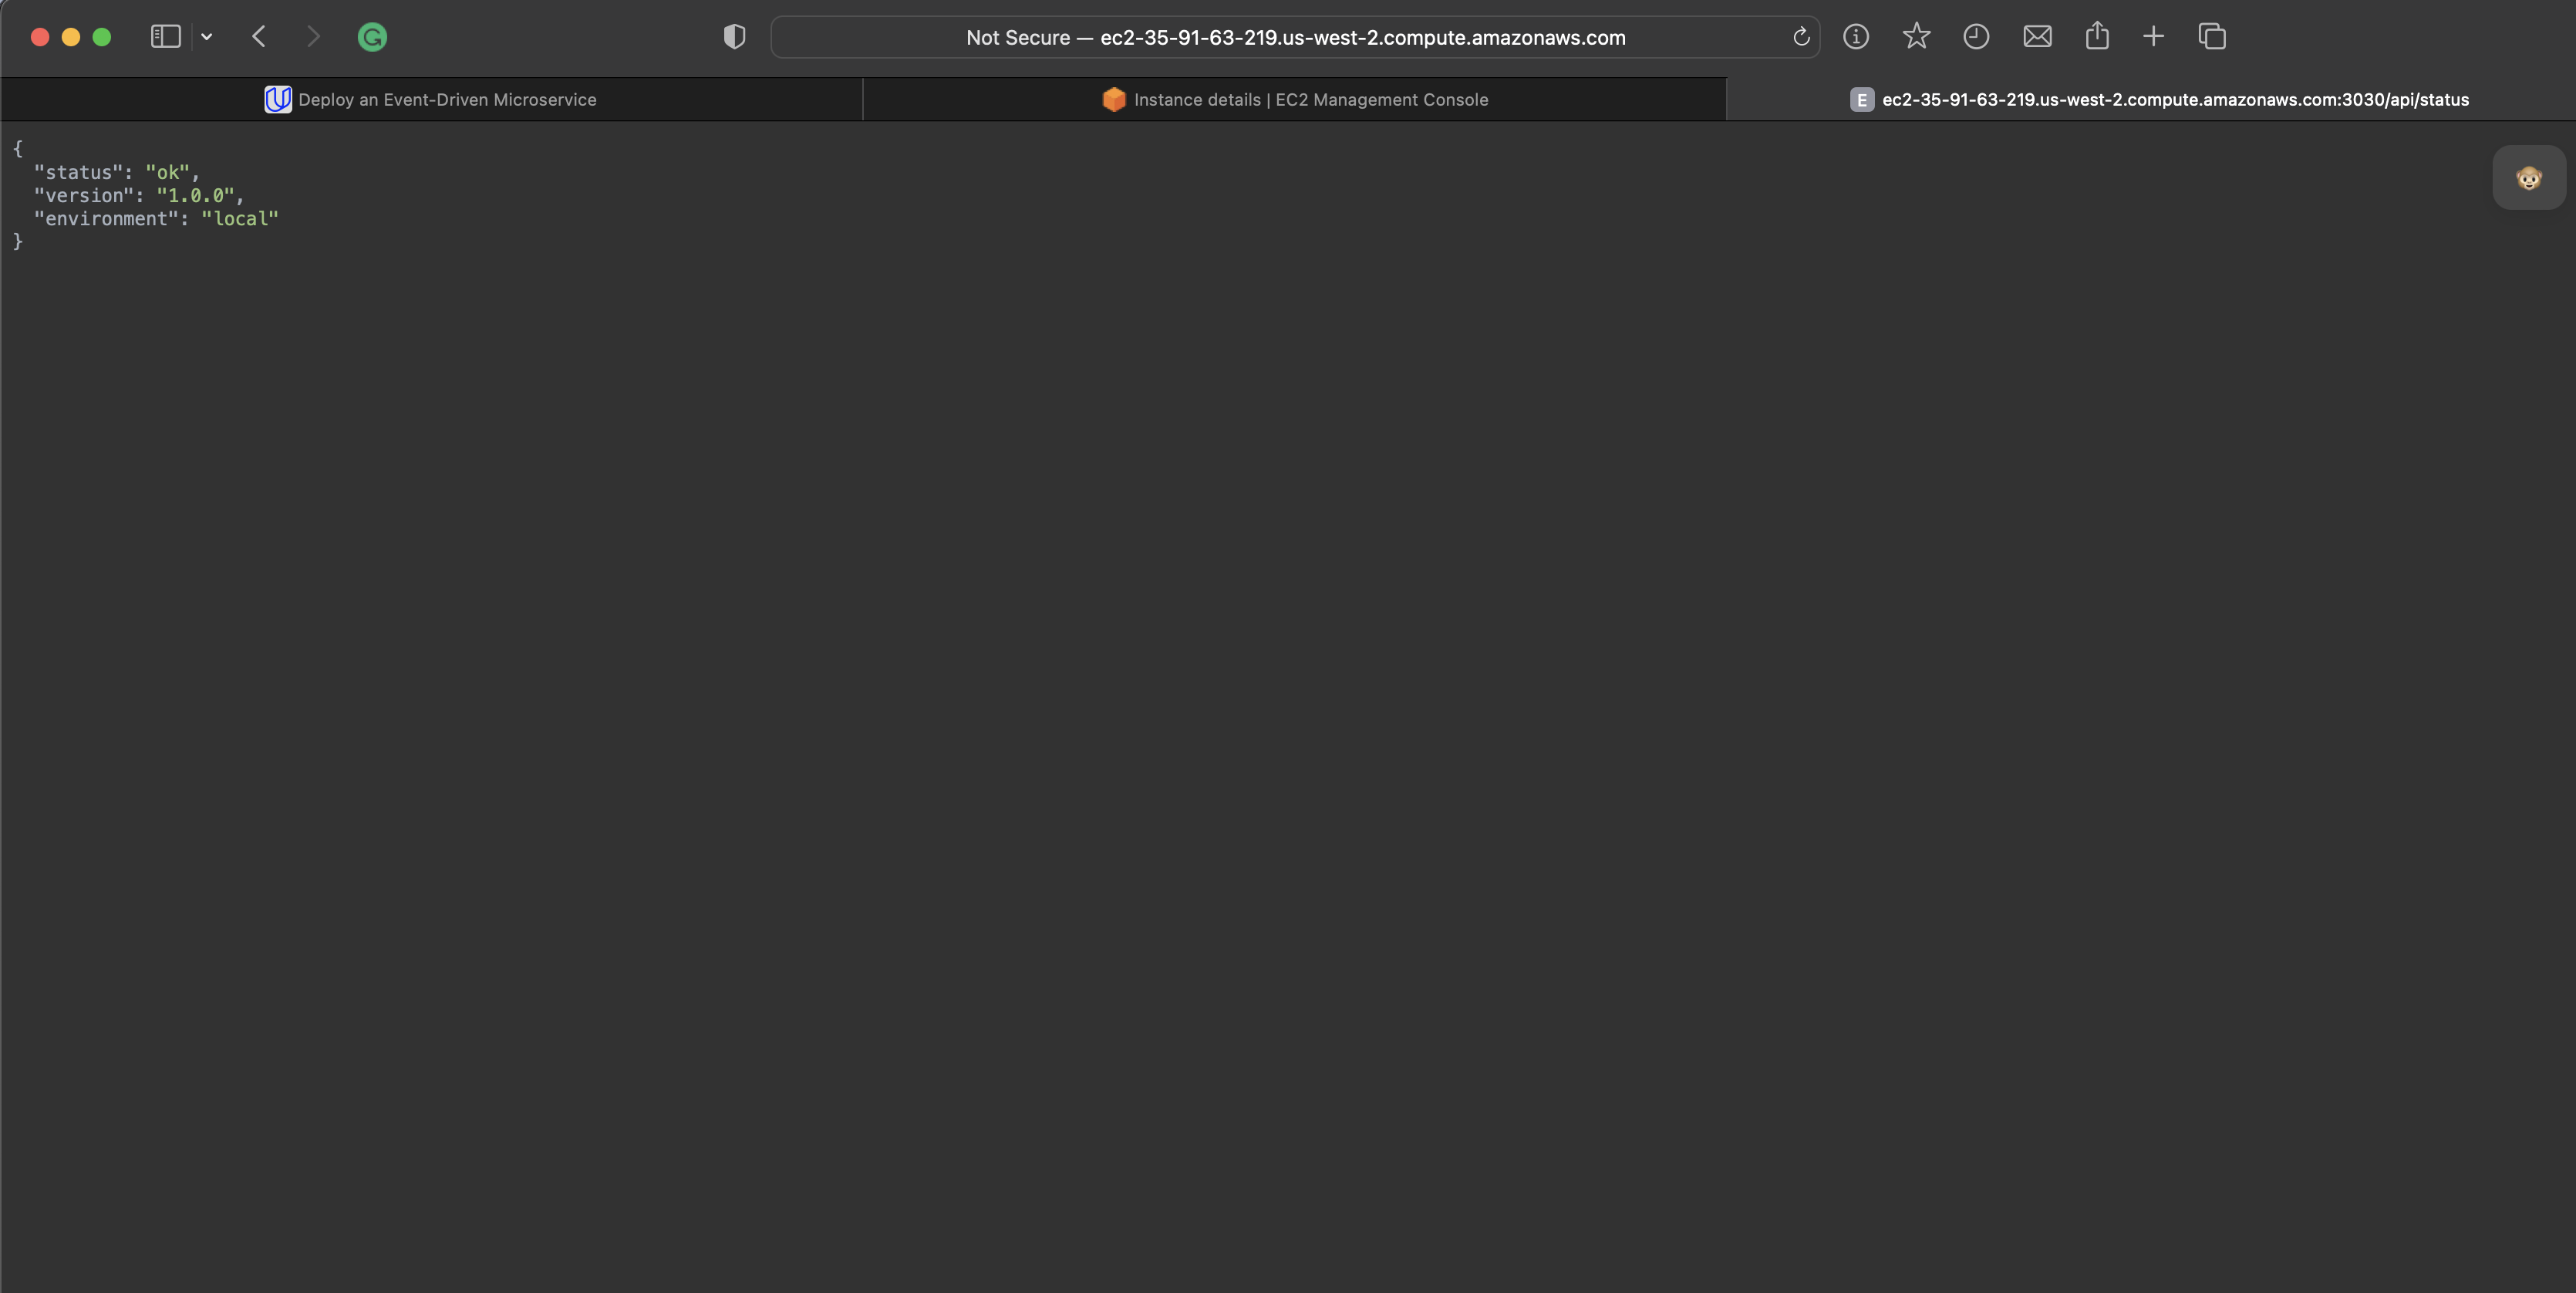 Not Secure — ec2-35-91-63-219.us-west-2.compute.amazonaws.com
Deploy an Event-Driven Microservice
Instance details | EC2 Management Console
E ec2-35-91-63-219.us-west-2.compute.amazonaws.com:3030/api/status
{
"status": "ok",
"version": "1.0.0",
"environment": "local"
}